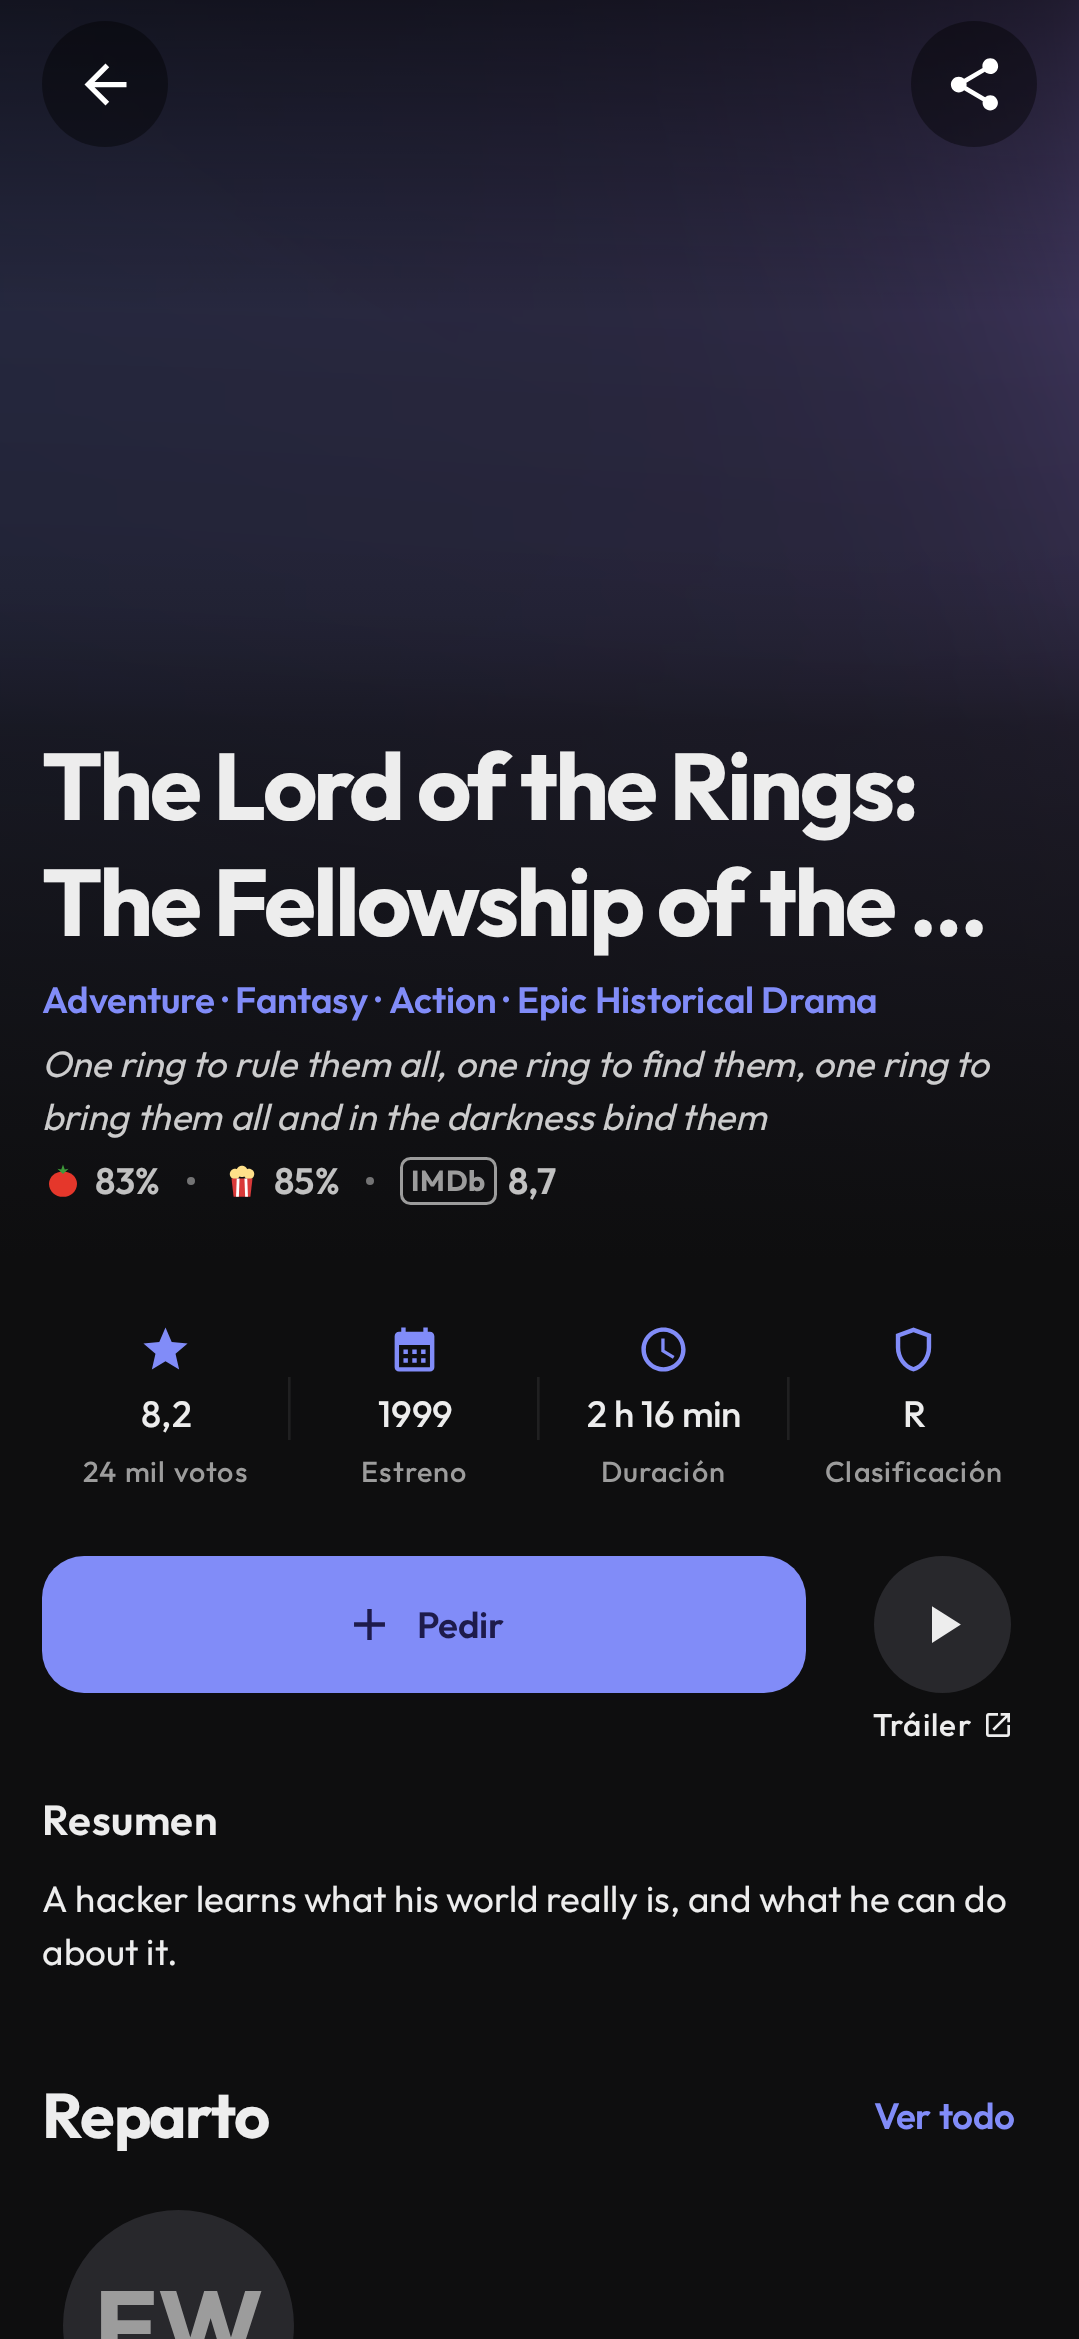 The Lord of the Rings:
The Fellowship of the ...
Adventure · Fantasy · Action · Epic Historical Drama
One ring to rule them all, one ring to find them, one ring to
bring them all and in the darkness bind them
83% • 85% • IMDb 8,7
8,2 1999 2 h 16 min R
24 mil votos Estreno Duración Clasificación
+ Pedir
Tráiler
Resumen
A hacker learns what his world really is, and what he can do
about it.
Reparto Ver todo
EW